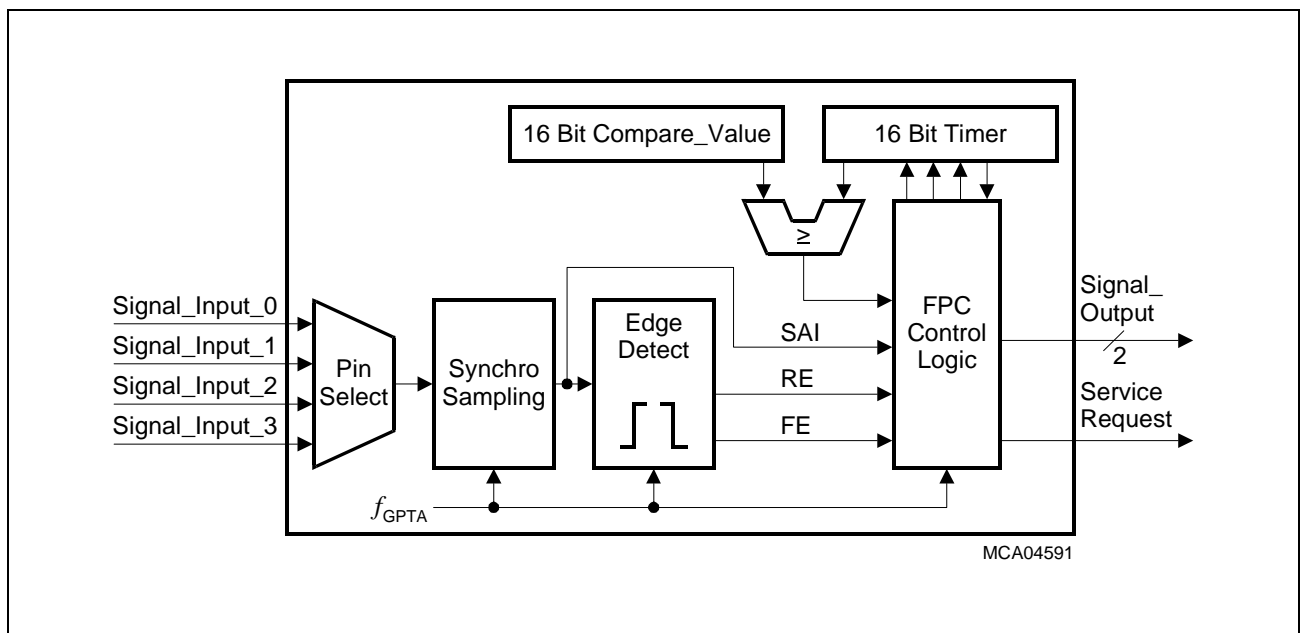 16 Bit Compare_Value
16 Bit Timer
≥
Signal_Input_0
Signal_Input_1
Signal_Input_2
Signal_Input_3
Pin
Select
Synchro
Sampling
Edge
Detect
SAI
RE
FE
FPC
Control
Logic
Signal_
Output
2
Service
Request
fGPTA
MCA04591